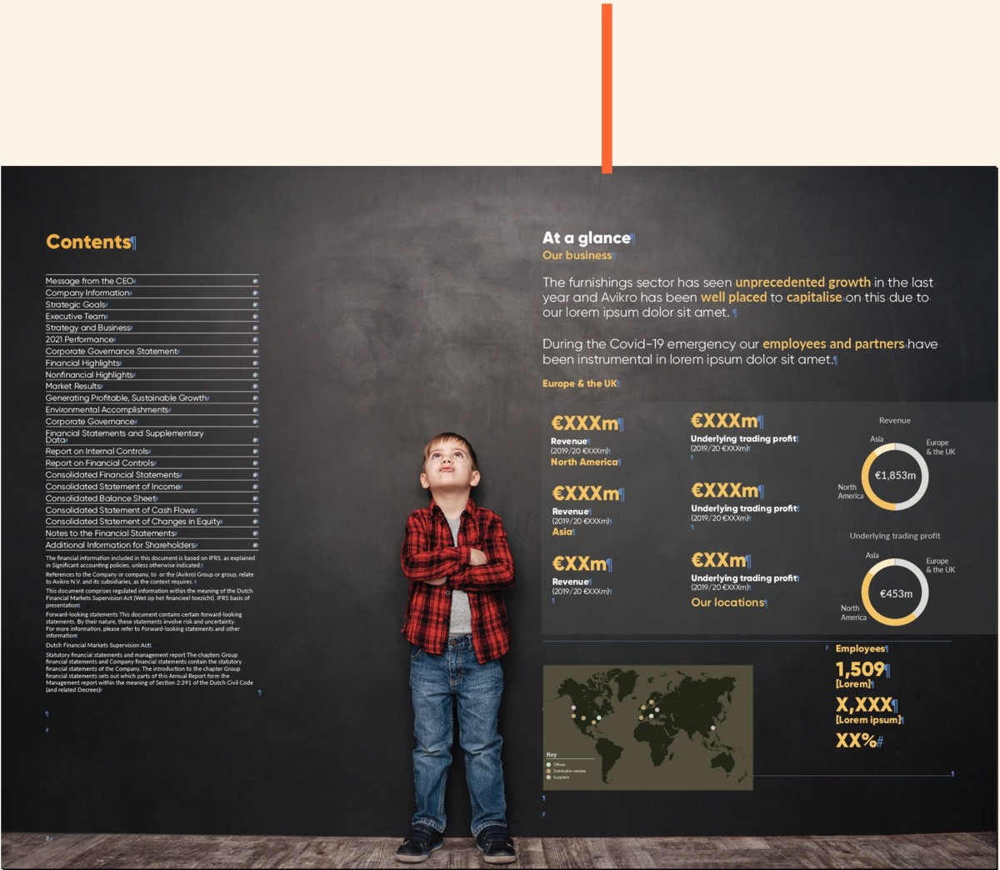 Contents
Message from the CEO #
Company Information #
Strategic Goals #
Executive Team #
Strategy and Business #
2021 Performance #
Corporate Governance Statement #
Financial Highlights #
Nonfinancial Highlights #
Market Results #
Generating Profitable, Sustainable Growth #
Environmental Accomplishments #
Corporate Governance #
Financial Statements and Supplementary
Data #
Report on Internal Controls #
Report on Financial Controls #
Consolidated Financial Statements #
Consolidated Statement of Income #
Consolidated Balance Sheet #
Consolidated Statement of Cash Flows #
Consolidated Statement of Changes in Equity #
Notes to the Financial Statements #
Additional Information for Shareholders #
The financial information included in this document is based on IFRS, as explained
in Significant accounting policies, unless otherwise indicated.
References to the Company or company, to or the (Avikro) Group or group, relate
to Avikro N.V. and its subsidiaries, as the context requires. ¶
This document comprises regulated information within the meaning of the Dutch
Financial Markets Supervision Act (Wet op het financieel toezicht). IFRS basis of
presentation
Forward-looking statements This document contains certain forward-looking
statements. By their nature, these statements involve risk and uncertainty.
For more information, please refer to Forward-looking statements and other
information
Dutch Financial Markets Supervision Act
Statutory financial statements and management report The chapters Group
financial statements and Company financial statements contain the statutory
financial statements of the Company. The introduction to the chapter Group
financial statements sets out which parts of this Annual Report form the
Management report within the meaning of Section 2:391 of the Dutch Civil Code
(and related Decrees)
At a glance¶
Our business
The furnishings sector has seen unprecedented growth in the last
year and Avikro has been well placed to capitalise on this due to
our lorem ipsum dolor sit amet. ¶
During the Covid-19 emergency our employees and partners have
been instrumental in lorem ipsum dolor sit amet.¶
Europe & the UK
€XXXm¶
Revenue
(2019/20 €XXXm)
North America
€XXXm¶
Revenue
(2019/20 €XXXm)
Asia
€XXm¶
Revenue
(2019/20 €XXXm)
€XXXm¶
Underlying trading profit
(2019/20 €XXXm)
€XXXm¶
Underlying trading profit
(2019/20 €XXXm)
€XXm¶
Underlying trading profit
(2019/20 €XXXm)
Our locations
Revenue
Asia
Europe
& the UK
€1,853m
North
America
Underlying trading profit
Asia
Europe
& the UK
€453m
North
America
Key
Offices
Distribution centres
Suppliers
Employees
1,509¶
[Lorem]
X,XXX¶
[Lorem ipsum]
XX%#